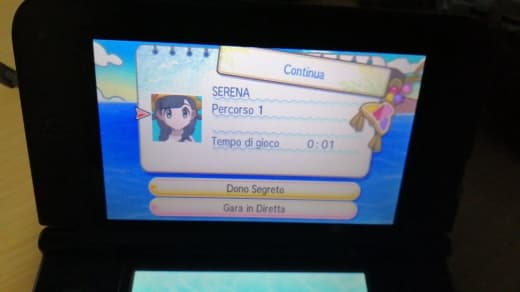 Continua
SERENA
Percorso 1
Tempo di gioco 0:01
Dono Segreto
Gara in Diretta